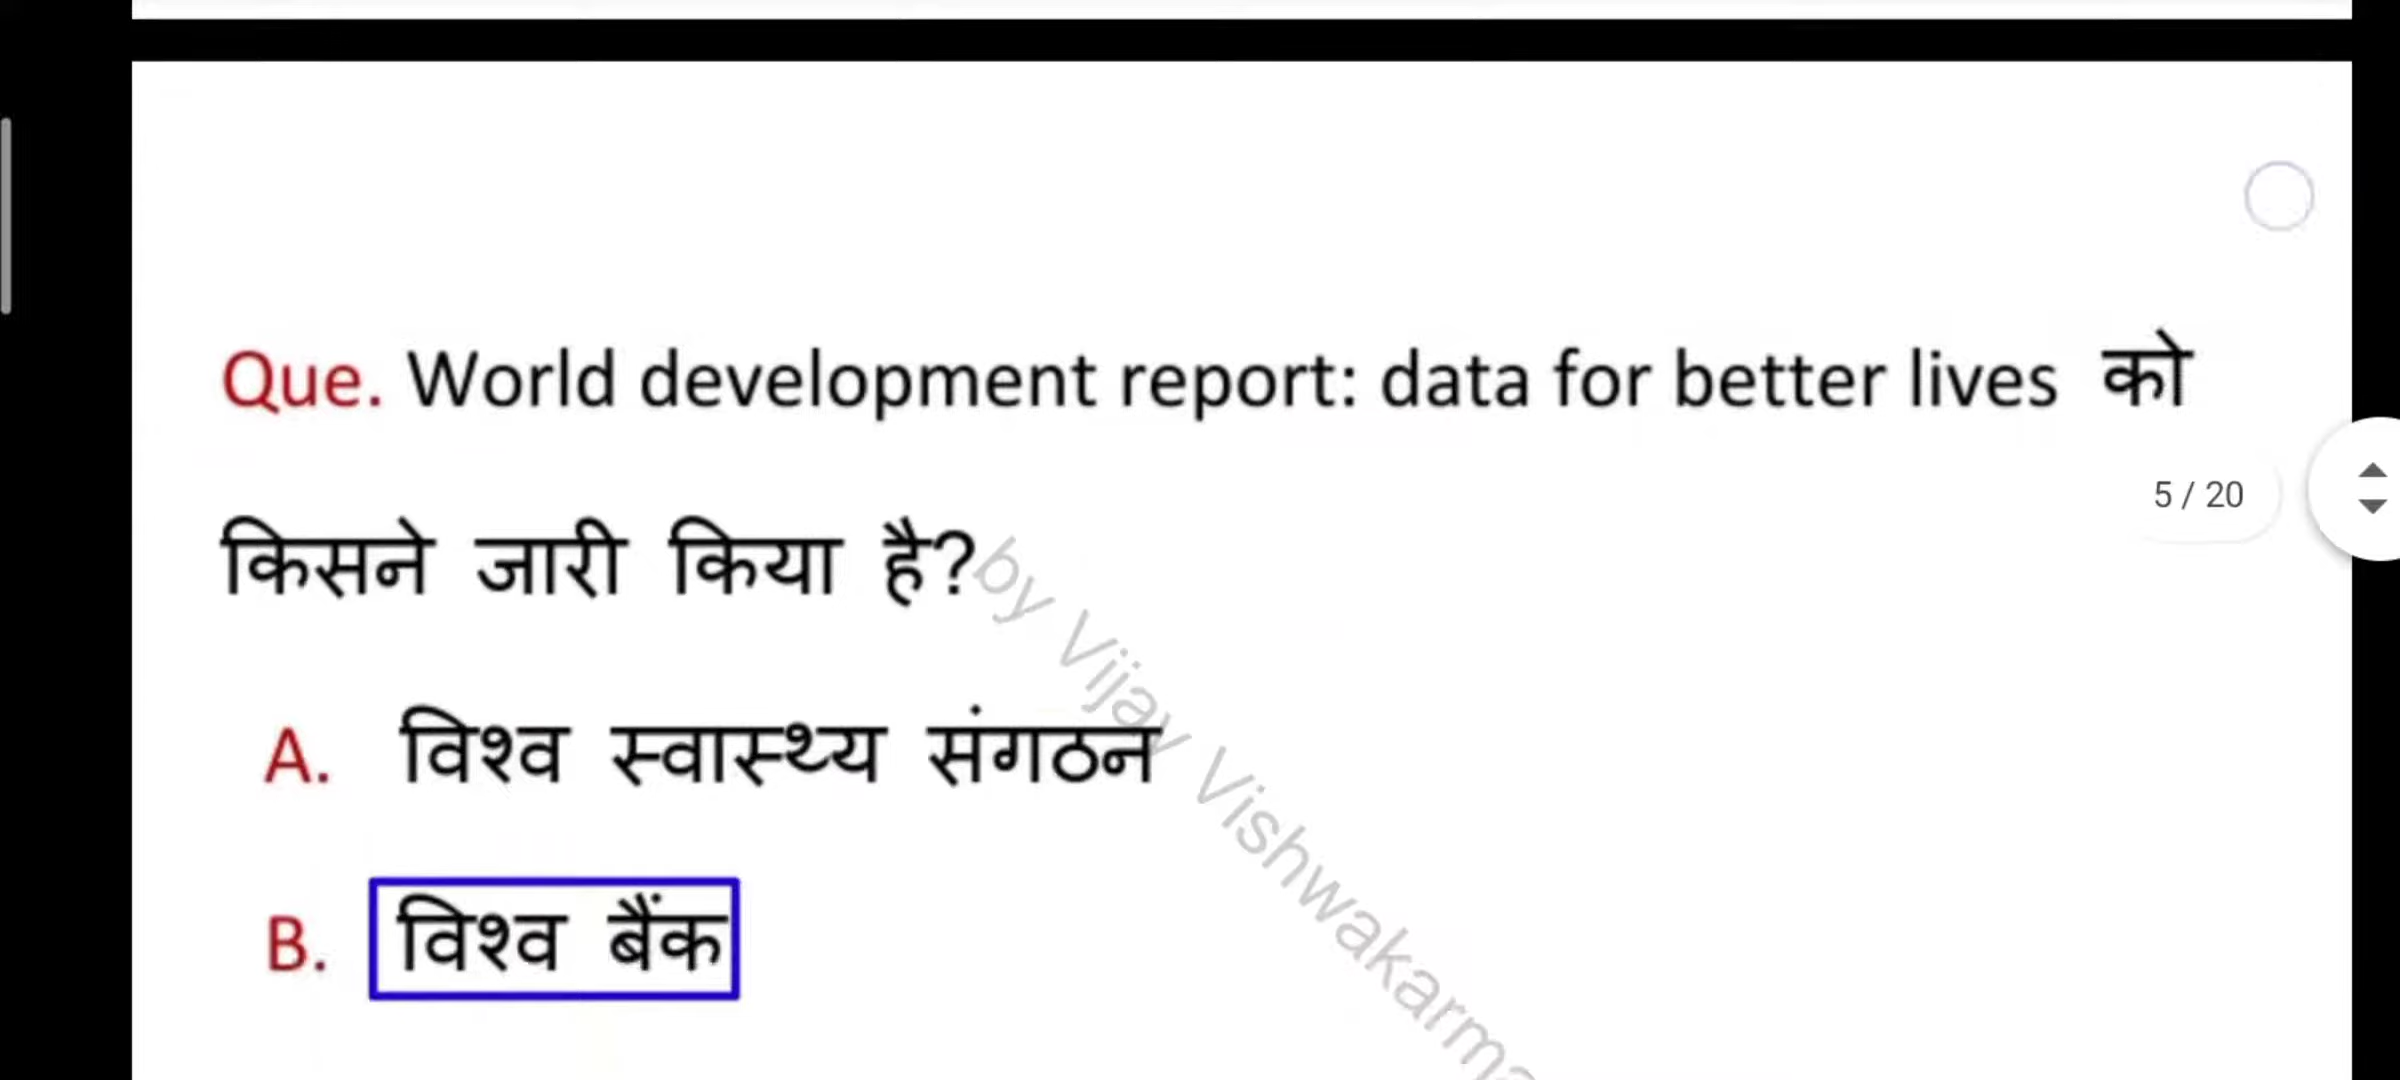 Que. World development report: data for better lives को
5 / 20
किसने जारी किया है?
by Vijay Vishwakarma
A. विश्व स्वास्थ्य संगठन
B. विश्व बैंक